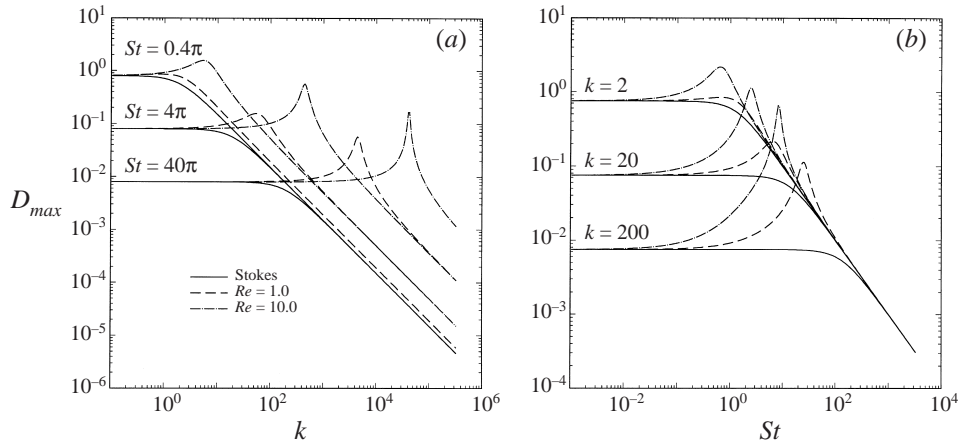 (a)
St = 0.4π
St = 4π
St = 40π
Stokes
Re = 1.0
Re = 10.0
D_max
10^1
10^0
10^−1
10^−2
10^−3
10^−4
10^−5
10^−6
10^0
10^2
10^4
10^6
k
(b)
k = 2
k = 20
k = 200
10^1
10^0
10^−1
10^−2
10^−3
10^−4
10^−2
10^0
10^2
10^4
St